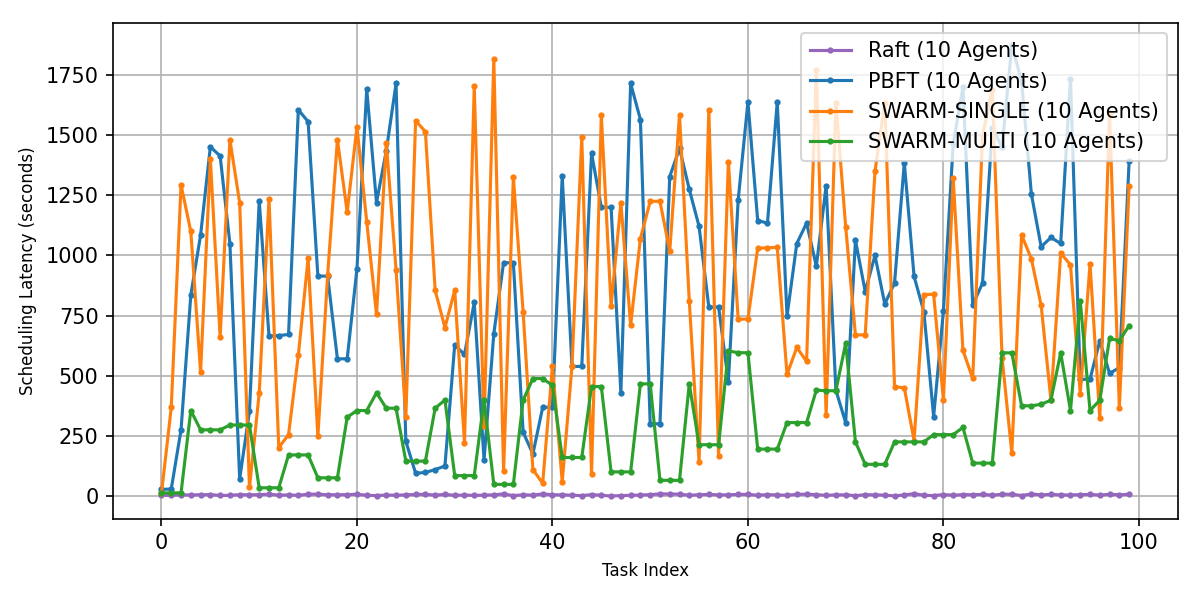 Raft (10 Agents)
PBFT (10 Agents)
SWARM-SINGLE (10 Agents)
SWARM-MULTI (10 Agents)
Scheduling Latency (seconds)
1750
1500
1250
1000
750
500
250
0
0 20 40 60 80 100
Task Index